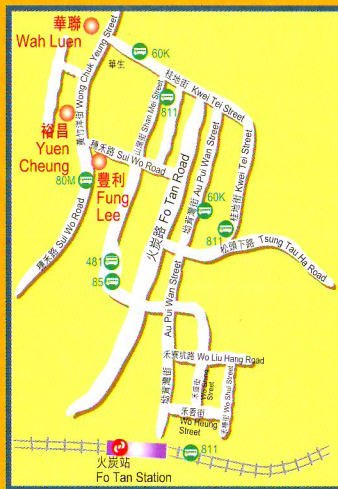 華聯
Wah Luen
黃竹洋街 Wong Chuk Yeung Street
60K
華生
桂地街 Kwei Tei Street
811
山尾街 Shan Mei Street
裕昌
Yuen
Cheung
穗禾路 Sui Wo Road
豐利
Fung
Lee
80M
穗禾路 Sui Wo Road
火炭路 Fo Tan Road
坳背灣街 Au Pui Wan Street
60K
桂地街 Kwei Tei Street
811
松頭下路 Tsung Tau Ha Road
481
85
坳背灣街 Au Pui Wan Street
禾寮坑路 Wo Liu Hang Road
禾盛街 Wo Shing Street
禾穗街 Wo Shui Street
禾香街
Wo Heung
Street
811
火炭站
Fo Tan Station